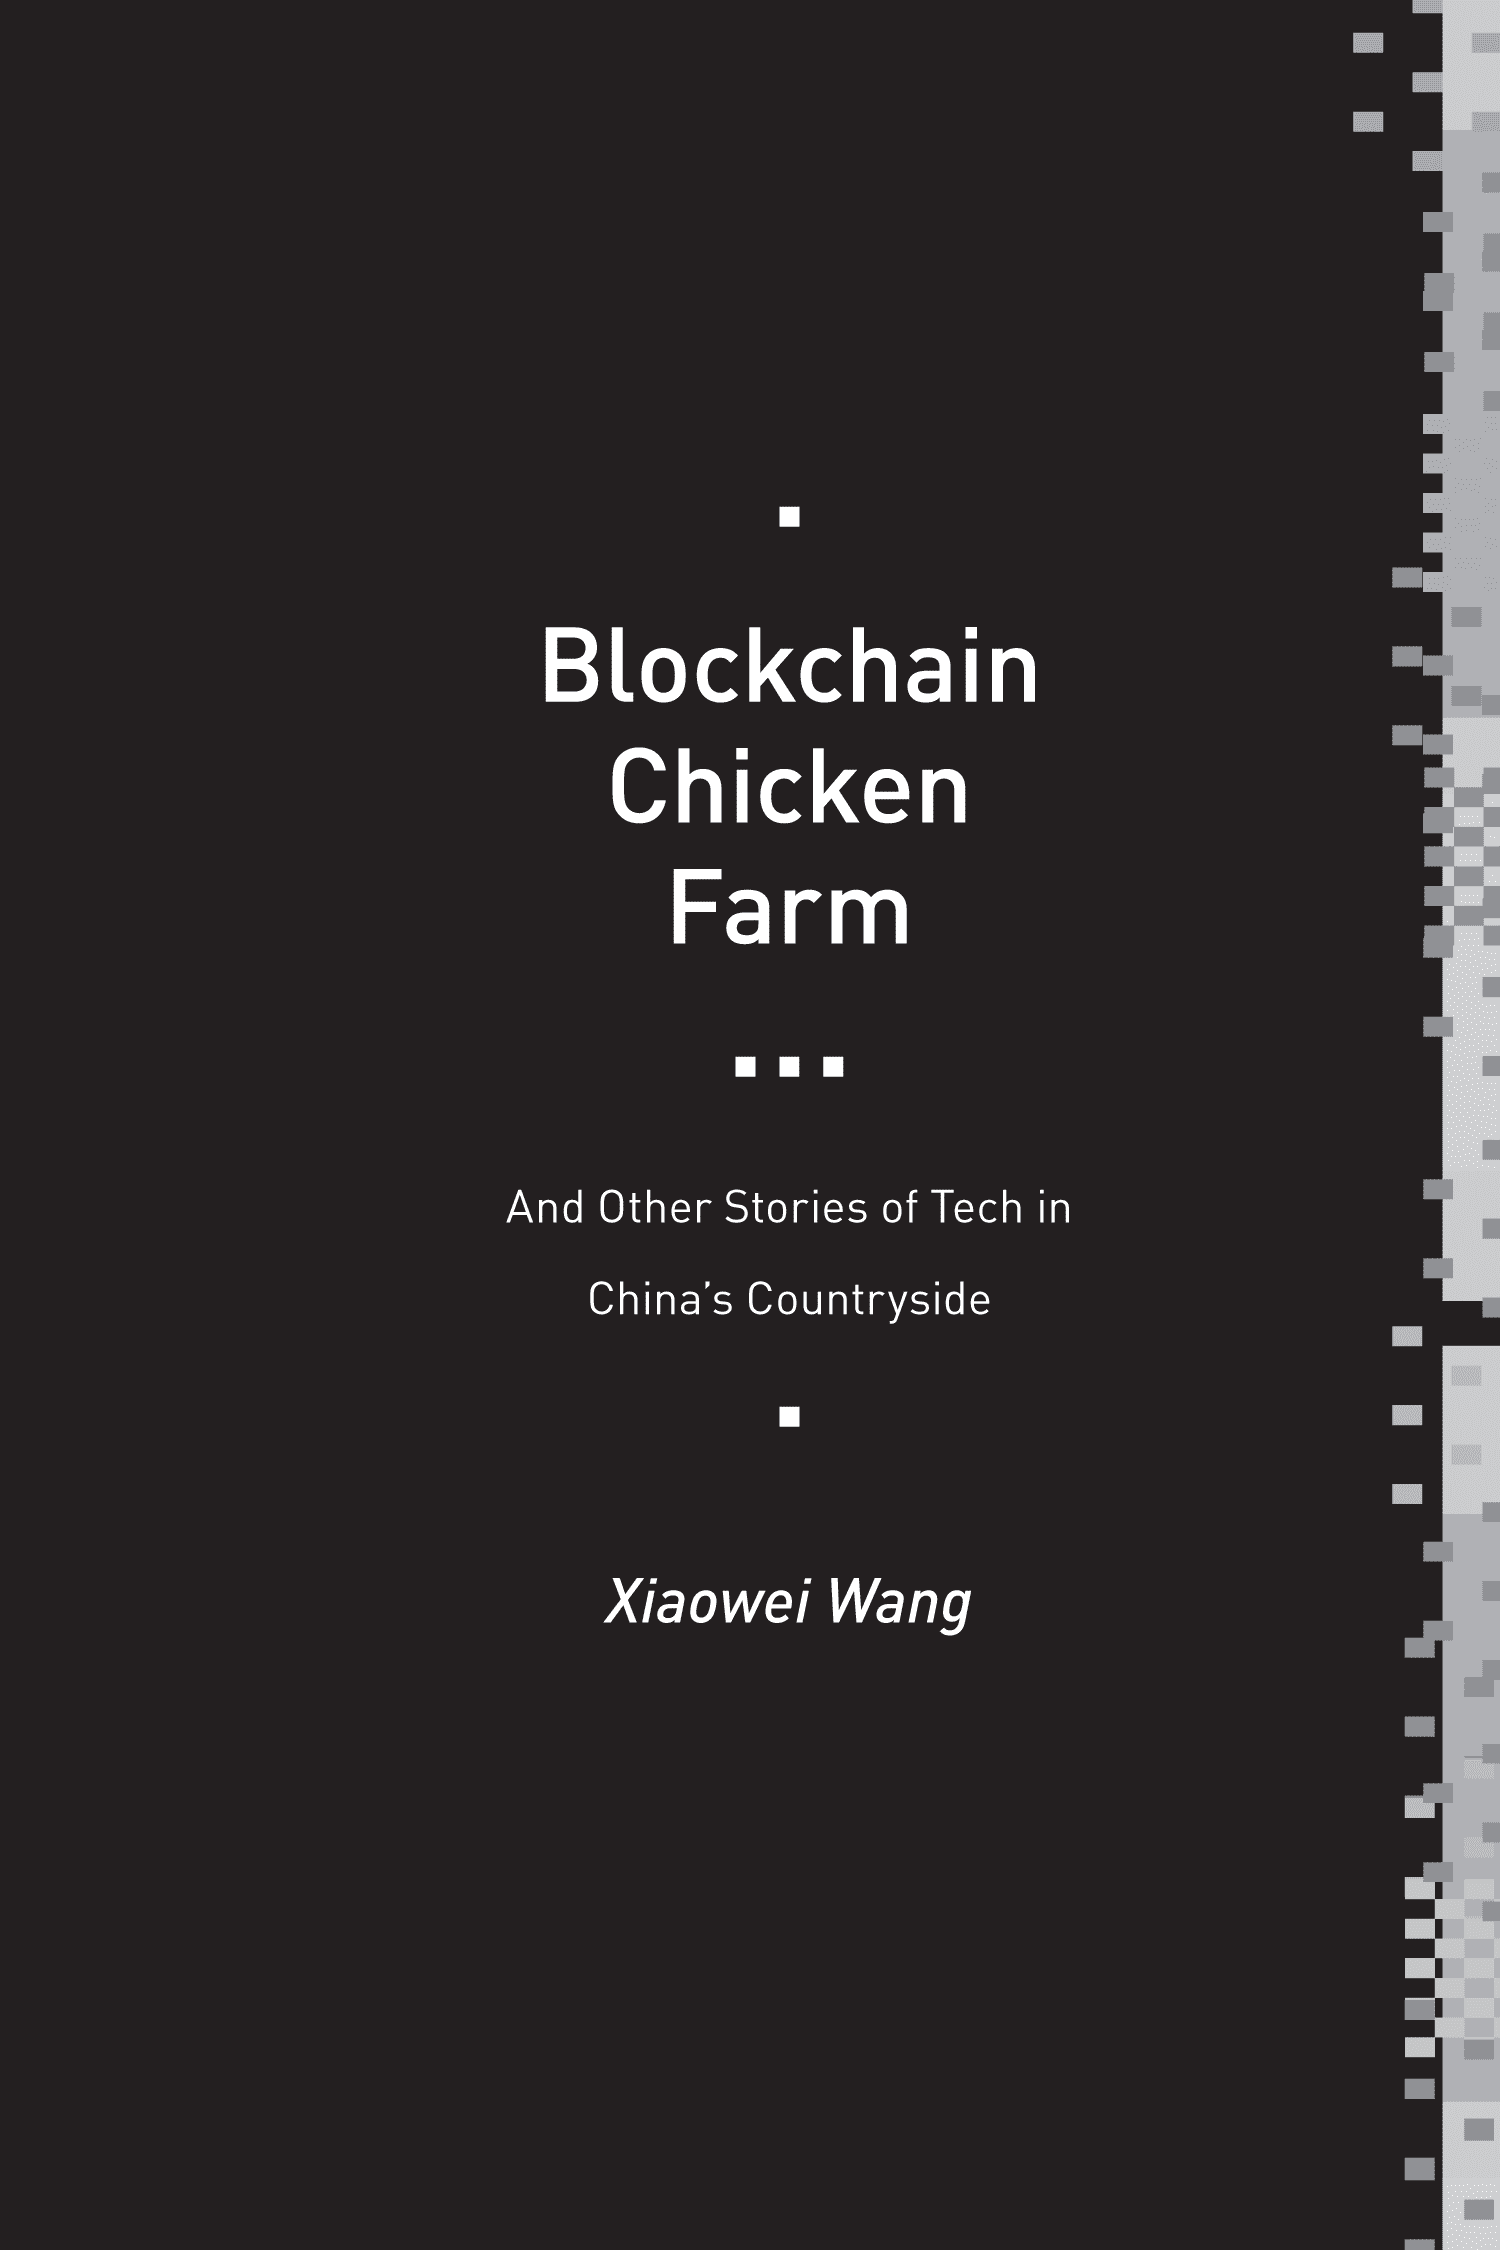 Blockchain
Chicken
Farm
And Other Stories of Tech in
China’s Countryside
Xiaowei Wang